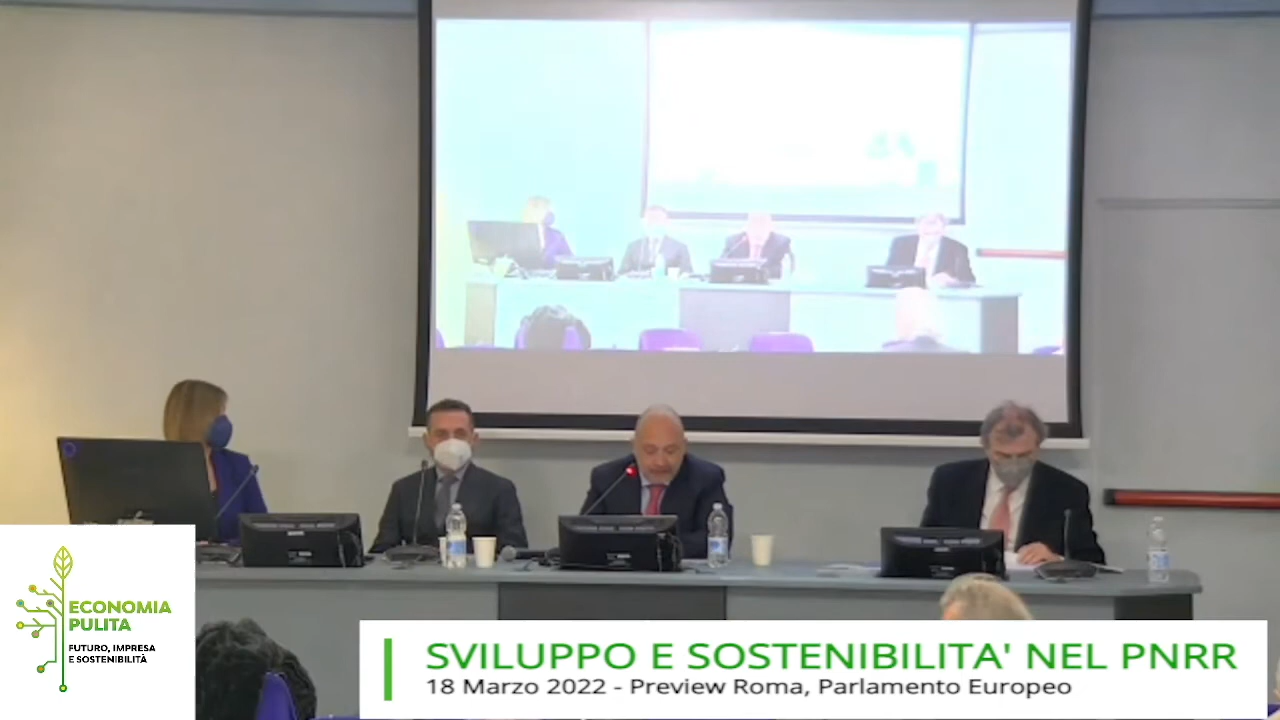 ECONOMIA
PULITA
FUTURO, IMPRESA
E SOSTENIBILITÀ
SVILUPPO E SOSTENIBILITA' NEL PNRR
18 Marzo 2022 - Preview Roma, Parlamento Europeo